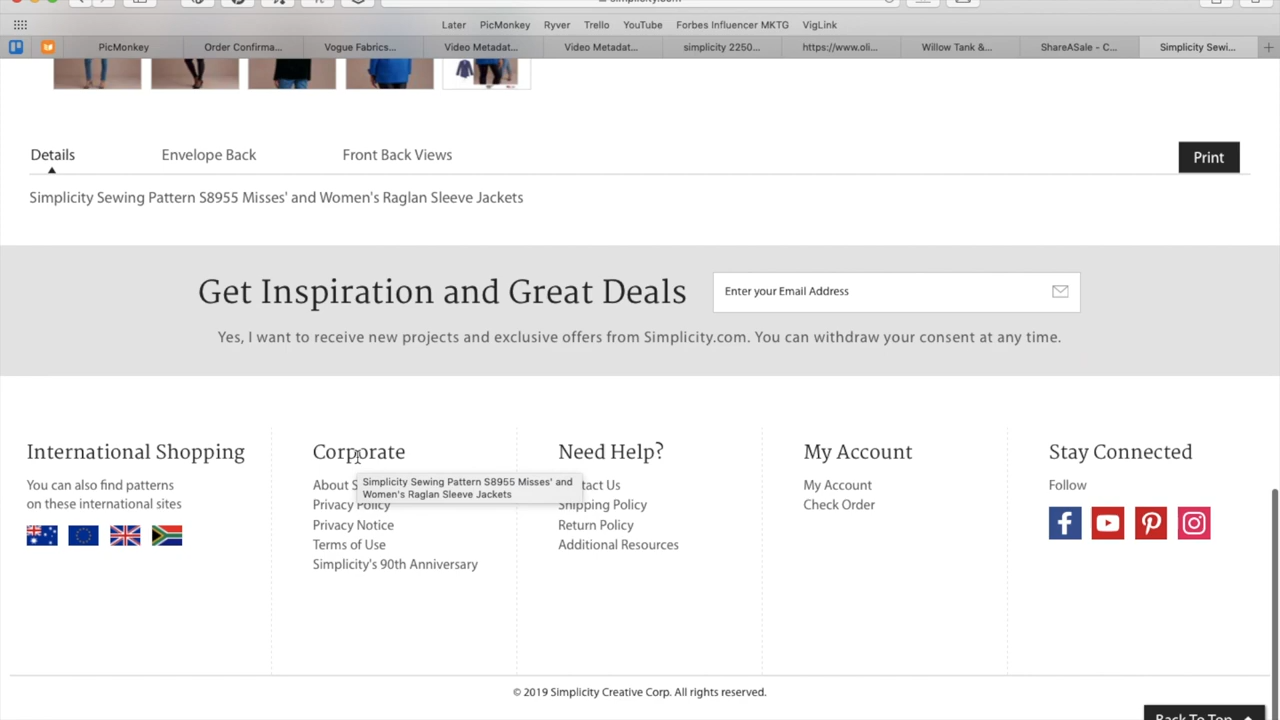 simplicity.com
Later PicMonkey Ryver Trello YouTube Forbes Influencer MKTG VigLink
PicMonkey Order Confirma... Vogue Fabrics... Video Metadat... Video Metadat... simplicity 2250... https://www.oli... Willow Tank &... ShareASale - C... Simplicity Sewi...
Details Envelope Back Front Back Views Print
Simplicity Sewing Pattern S8955 Misses' and Women's Raglan Sleeve Jackets
Get Inspiration and Great Deals
Enter your Email Address
Yes, I want to receive new projects and exclusive offers from Simplicity.com. You can withdraw your consent at any time.
International Shopping
You can also find patterns
on these international sites
Corporate
About S
Simplicity Sewing Pattern S8955 Misses' and
Women's Raglan Sleeve Jackets
Privacy Policy
Privacy Notice
Terms of Use
Simplicity's 90th Anniversary
Need Help?
tact Us
Shipping Policy
Return Policy
Additional Resources
My Account
My Account
Check Order
Stay Connected
Follow
© 2019 Simplicity Creative Corp. All rights reserved.
Back To Top